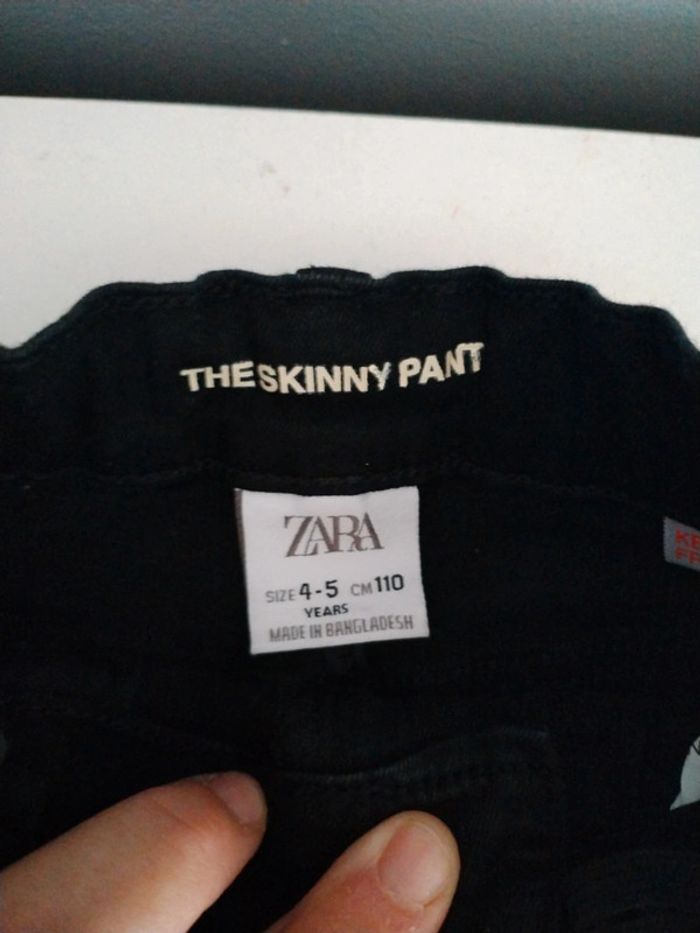 THE SKINNY PANT
ZARA
SIZE 4-5 CM 110
YEARS
MADE IN BANGLADESH